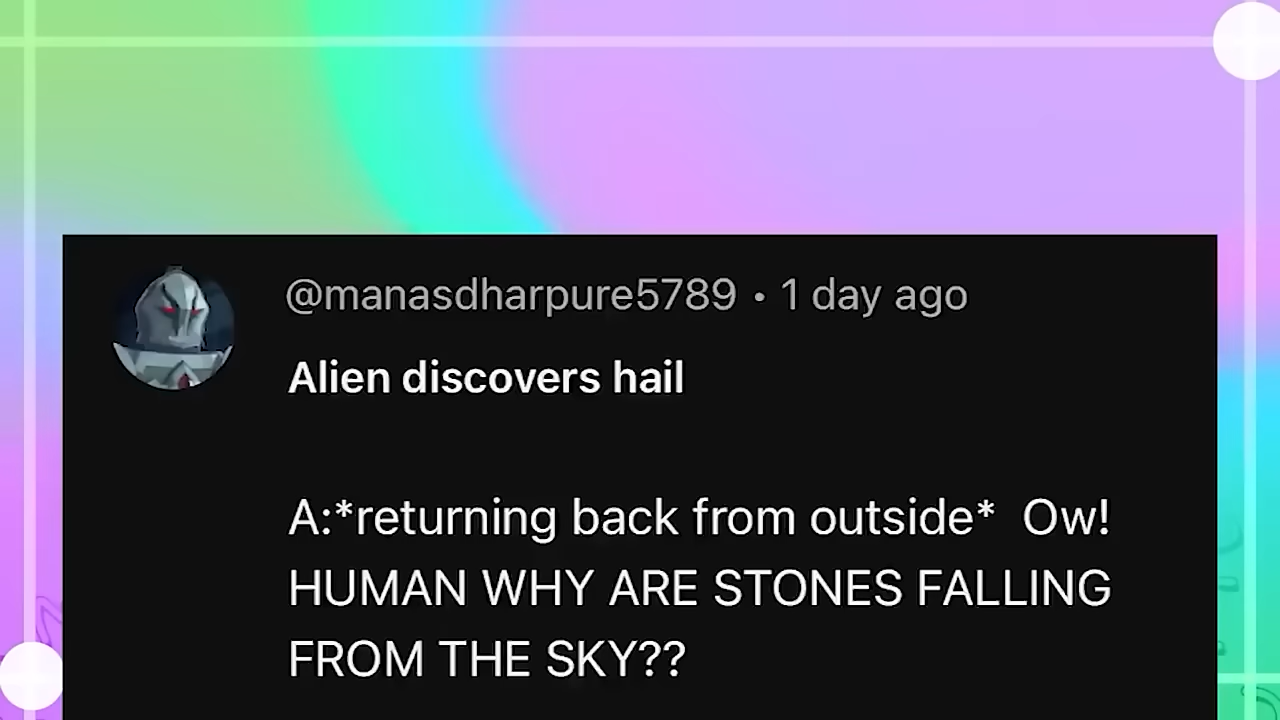 @manasdharpure5789 • 1 day ago
Alien discovers hail
A:*returning back from outside*  Ow!
HUMAN WHY ARE STONES FALLING
FROM THE SKY??